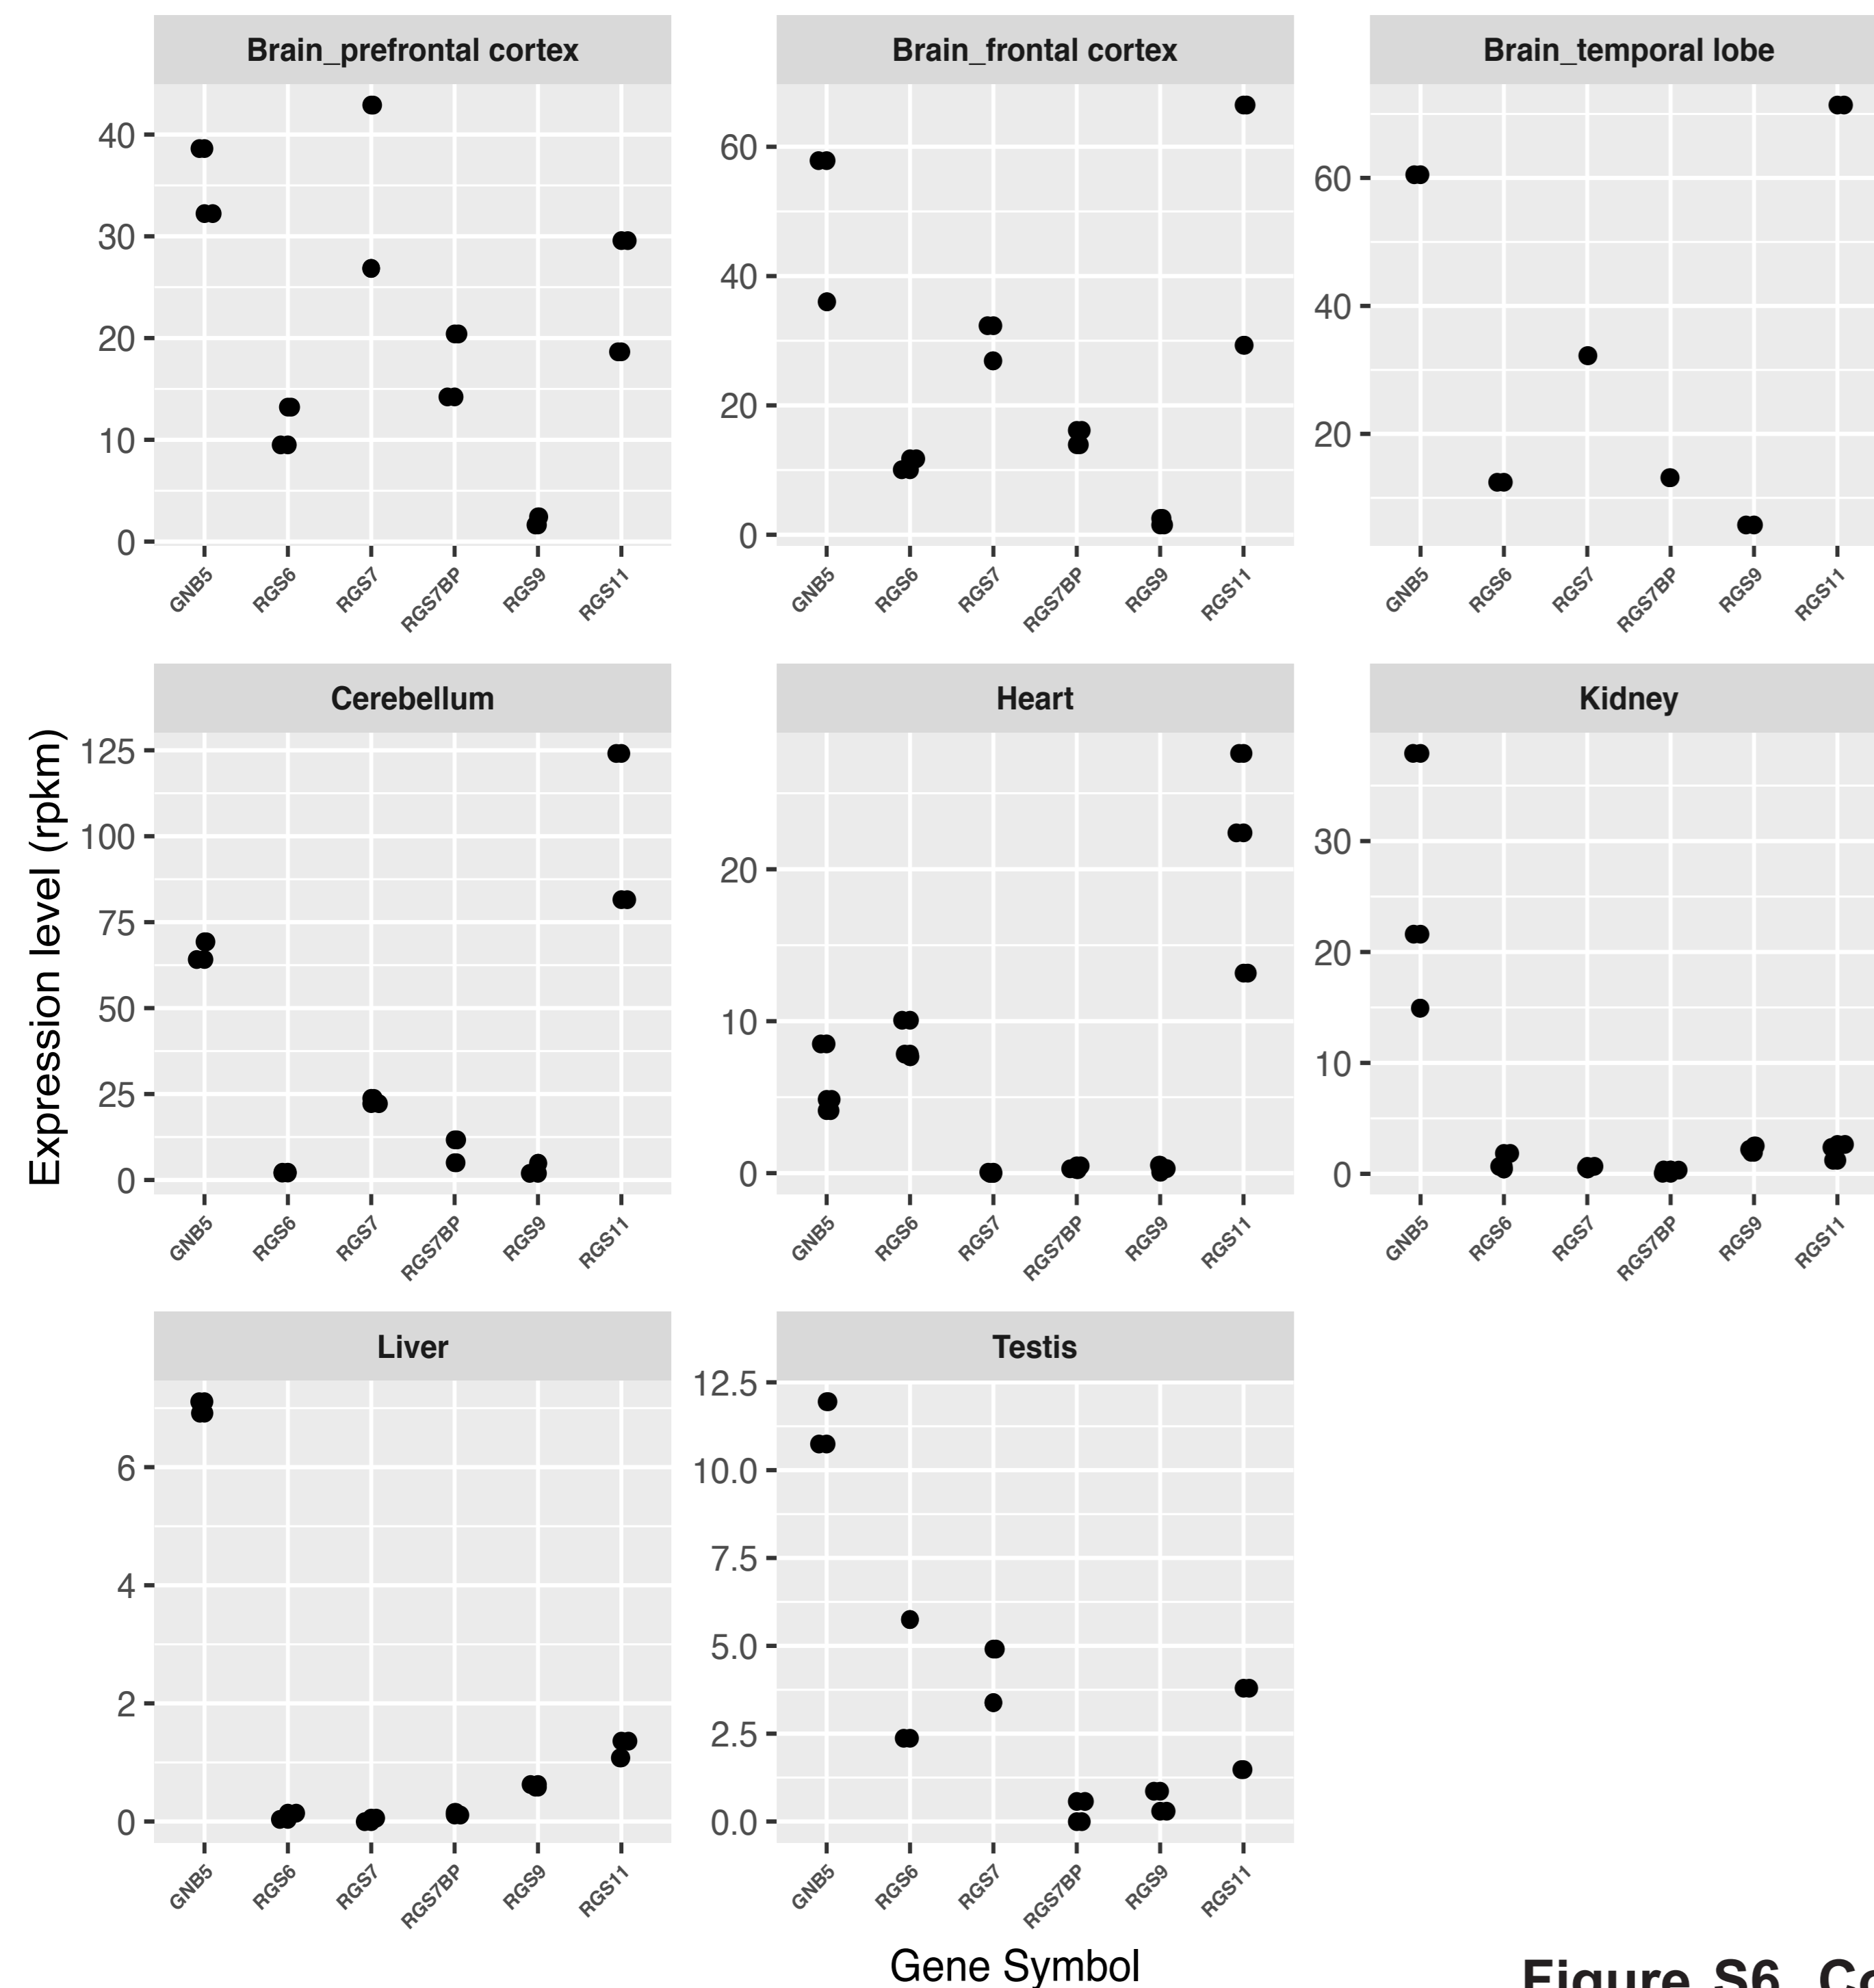 Brain_prefrontal cortex
Brain_frontal cortex
Brain_temporal lobe
40
30
20
10
0
60
40
20
0
60
40
20
GNB5 RGS6 RGS7 RGS7BP RGS9 RGS11
GNB5 RGS6 RGS7 RGS7BP RGS9 RGS11
GNB5 RGS6 RGS7 RGS7BP RGS9 RGS11
Expression level (rpkm)
Cerebellum
Heart
Kidney
125
100
75
50
25
0
20
10
0
30
20
10
0
GNB5 RGS6 RGS7 RGS7BP RGS9 RGS11
GNB5 RGS6 RGS7 RGS7BP RGS9 RGS11
GNB5 RGS6 RGS7 RGS7BP RGS9 RGS11
Liver
Testis
6
4
2
0
12.5
10.0
7.5
5.0
2.5
0.0
GNB5 RGS6 RGS7 RGS7BP RGS9 RGS11
GNB5 RGS6 RGS7 RGS7BP RGS9 RGS11
Gene Symbol
Figure S6